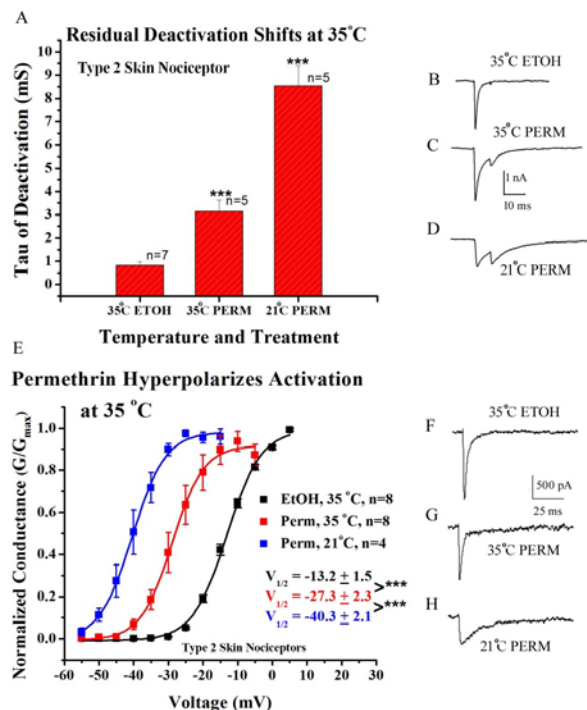 A
Residual Deactivation Shifts at 35°C
Type 2 Skin Nociceptor
Tau of Deactivation (mS)
10
9
8
7
6
5
4
3
2
1
0
n=7
***
n=5
***
n=5
35°C ETOH
35°C PERM
21°C PERM
Temperature and Treatment
B
35°C ETOH
C
35°C PERM
1 nA
10 ms
D
21°C PERM
E
Permethrin Hyperpolarizes Activation
at 35 °C
Normalized Conductance (G/Gmax)
1.0
0.8
0.6
0.4
0.2
0.0
EtOH, 35 °C, n=8
Perm, 35°C, n=8
Perm, 21°C, n=4
V1/2 = -13.2 ± 1.5
V1/2 = -27.3 ± 2.3
V1/2 = -40.3 ± 2.1
>***
>***
Type 2 Skin Nociceptors
-60 -50 -40 -30 -20 -10 0 10 20 30
Voltage (mV)
F
35°C ETOH
500 pA
25 ms
G
35°C PERM
H
21°C PERM